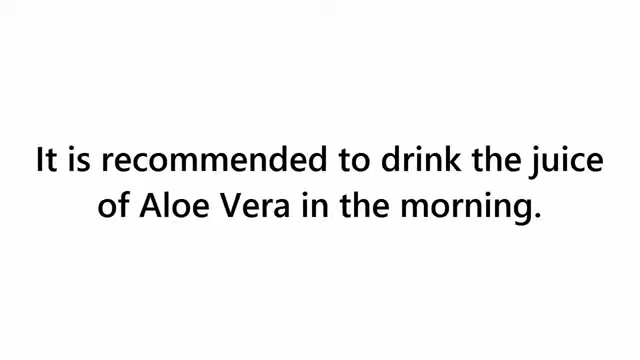 It is recommended to drink the juice
of Aloe Vera in the morning.